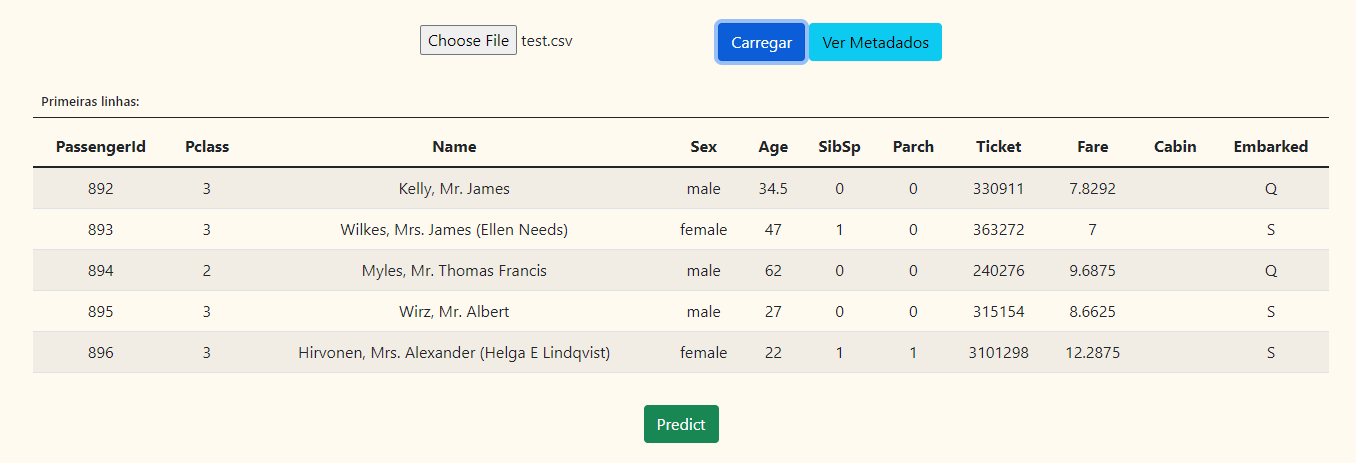 Choose File test.csv Carregar Ver Metadados
Primeiras linhas:
PassengerId Pclass Name Sex Age SibSp Parch Ticket Fare Cabin Embarked
892 3 Kelly, Mr. James male 34.5 0 0 330911 7.8292 Q
893 3 Wilkes, Mrs. James (Ellen Needs) female 47 1 0 363272 7 S
894 2 Myles, Mr. Thomas Francis male 62 0 0 240276 9.6875 Q
895 3 Wirz, Mr. Albert male 27 0 0 315154 8.6625 S
896 3 Hirvonen, Mrs. Alexander (Helga E Lindqvist) female 22 1 1 3101298 12.2875 S
Predict